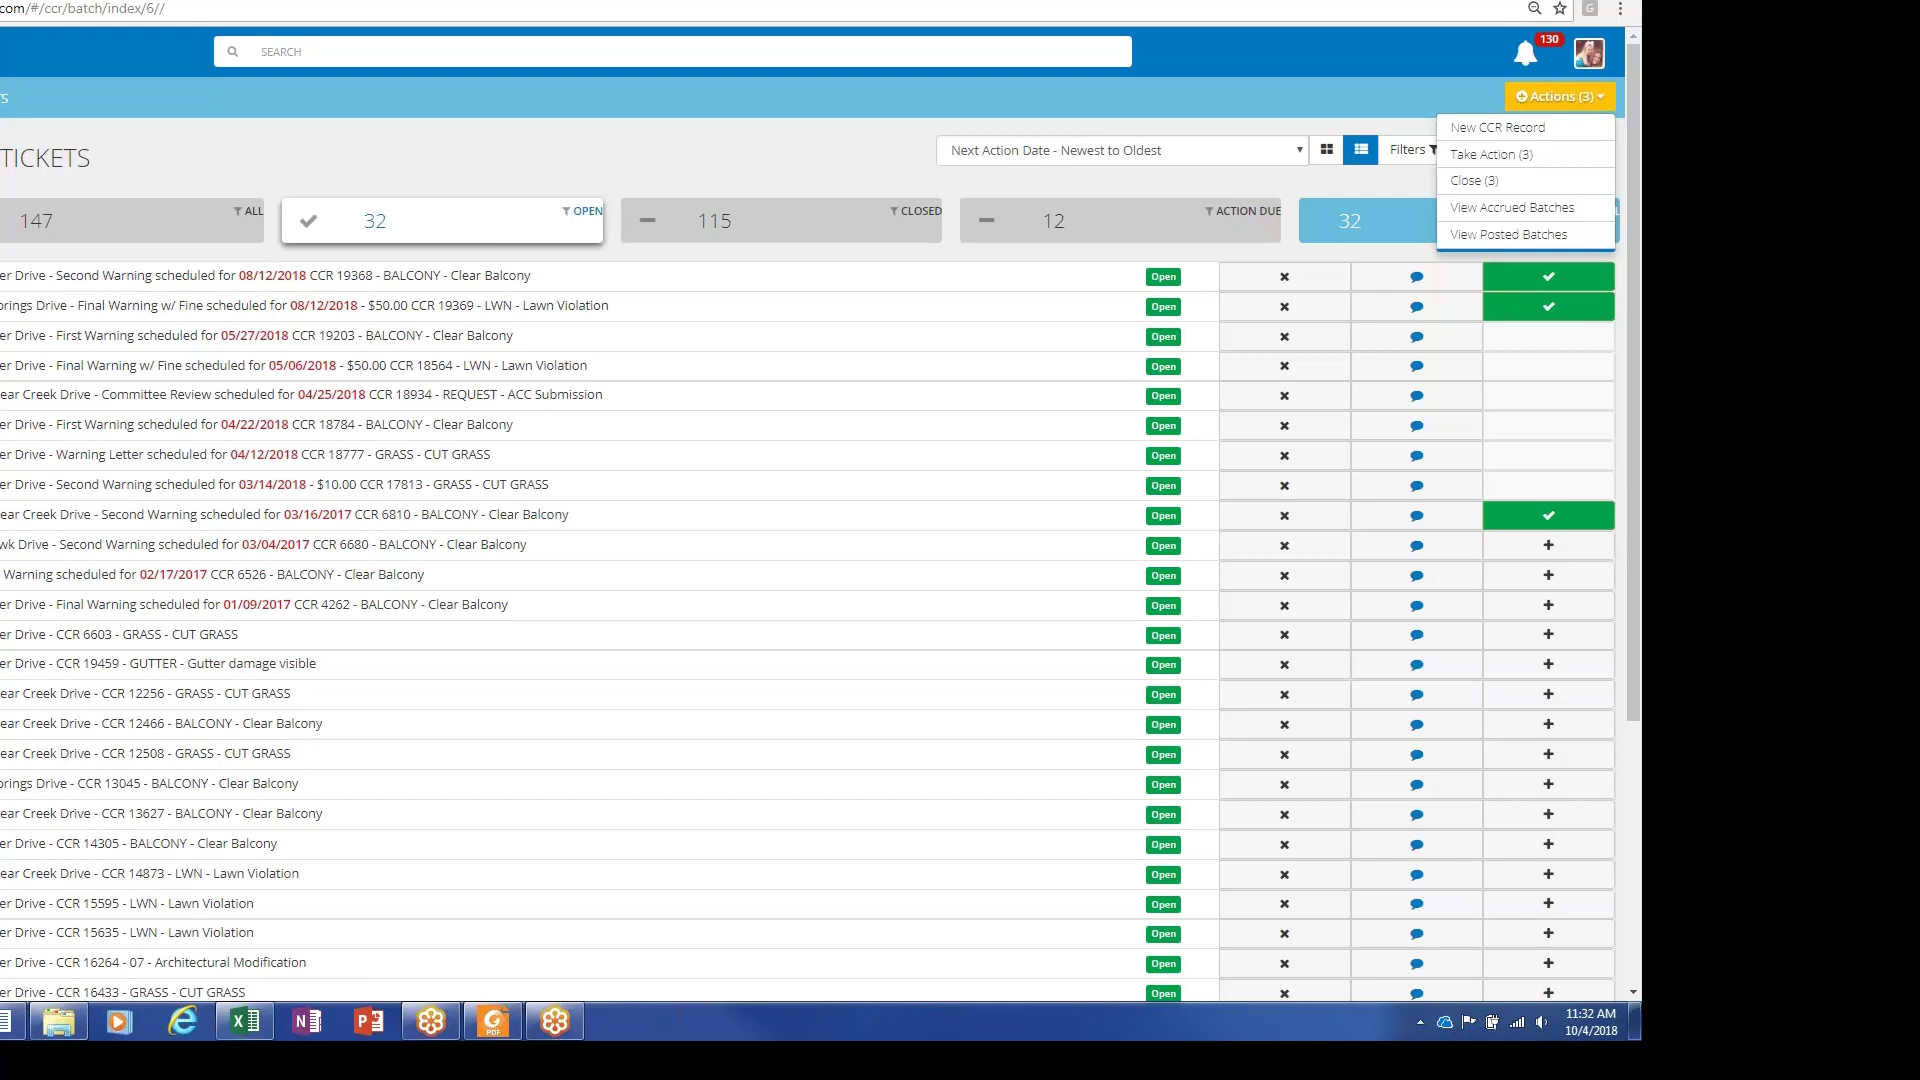 com/#/ccr/batch/index/6//
G
SEARCH
130
Actions (3)
New CCR Record
Take Action (3)
Close (3)
View Accrued Batches
View Posted Batches
TICKETS
Next Action Date - Newest to Oldest
Filters
147
ALL
32
OPEN
115
CLOSED
12
ACTION DUE
32
er Drive - Second Warning scheduled for 08/12/2018 CCR 19368 - BALCONY - Clear Balcony Open
prings Drive - Final Warning w/ Fine scheduled for 08/12/2018 - $50.00 CCR 19369 - LWN - Lawn Violation Open
er Drive - First Warning scheduled for 05/27/2018 CCR 19203 - BALCONY - Clear Balcony Open
er Drive - Final Warning w/ Fine scheduled for 05/06/2018 - $50.00 CCR 18564 - LWN - Lawn Violation Open
ear Creek Drive - Committee Review scheduled for 04/25/2018 CCR 18934 - REQUEST - ACC Submission Open
er Drive - First Warning scheduled for 04/22/2018 CCR 18784 - BALCONY - Clear Balcony Open
er Drive - Warning Letter scheduled for 04/12/2018 CCR 18777 - GRASS - CUT GRASS Open
er Drive - Second Warning scheduled for 03/14/2018 - $10.00 CCR 17813 - GRASS - CUT GRASS Open
ear Creek Drive - Second Warning scheduled for 03/16/2017 CCR 6810 - BALCONY - Clear Balcony Open
wk Drive - Second Warning scheduled for 03/04/2017 CCR 6680 - BALCONY - Clear Balcony Open
Warning scheduled for 02/17/2017 CCR 6526 - BALCONY - Clear Balcony Open
er Drive - Final Warning scheduled for 01/09/2017 CCR 4262 - BALCONY - Clear Balcony Open
er Drive - CCR 6603 - GRASS - CUT GRASS Open
er Drive - CCR 19459 - GUTTER - Gutter damage visible Open
ear Creek Drive - CCR 12256 - GRASS - CUT GRASS Open
ear Creek Drive - CCR 12466 - BALCONY - Clear Balcony Open
ear Creek Drive - CCR 12508 - GRASS - CUT GRASS Open
prings Drive - CCR 13045 - BALCONY - Clear Balcony Open
ear Creek Drive - CCR 13627 - BALCONY - Clear Balcony Open
er Drive - CCR 14305 - BALCONY - Clear Balcony Open
ear Creek Drive - CCR 14873 - LWN - Lawn Violation Open
er Drive - CCR 15595 - LWN - Lawn Violation Open
er Drive - CCR 15635 - LWN - Lawn Violation Open
er Drive - CCR 16264 - 07 - Architectural Modification Open
er Drive - CCR 16433 - GRASS - CUT GRASS Open
PDF
11:32 AM
10/4/2018